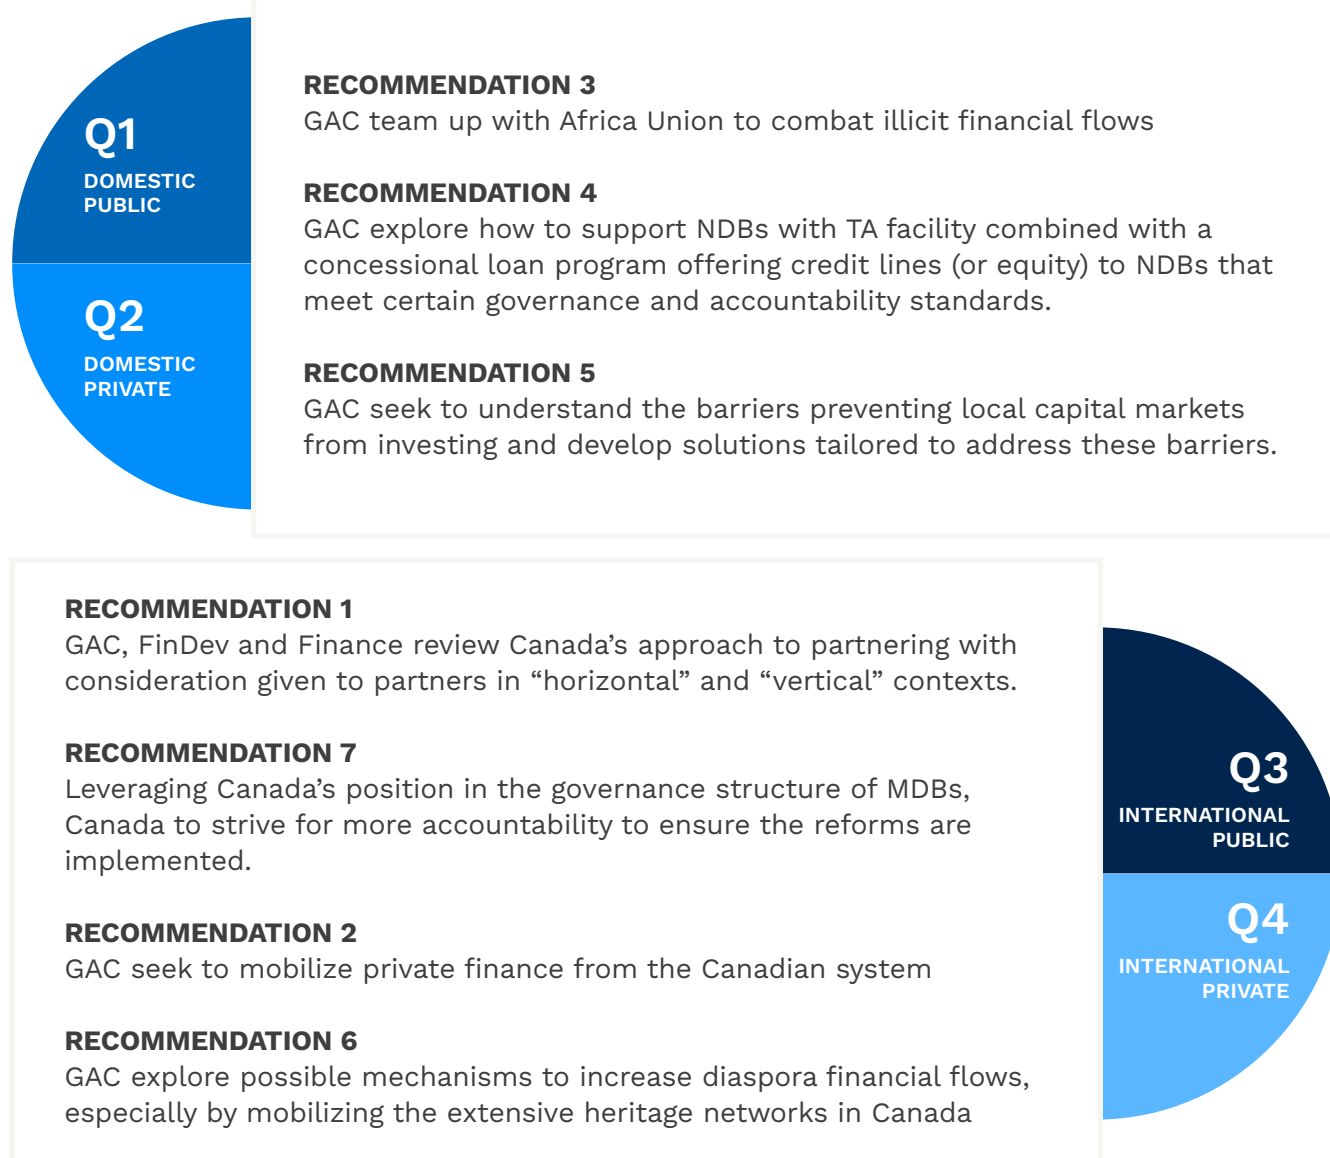 Q1
DOMESTIC
PUBLIC
Q2
DOMESTIC
PRIVATE
RECOMMENDATION 3
GAC team up with Africa Union to combat illicit financial flows
RECOMMENDATION 4
GAC explore how to support NDBs with TA facility combined with a
concessional loan program offering credit lines (or equity) to NDBs that
meet certain governance and accountability standards.
RECOMMENDATION 5
GAC seek to understand the barriers preventing local capital markets
from investing and develop solutions tailored to address these barriers.
RECOMMENDATION 1
GAC, FinDev and Finance review Canada’s approach to partnering with
consideration given to partners in “horizontal” and “vertical” contexts.
RECOMMENDATION 7
Leveraging Canada’s position in the governance structure of MDBs,
Canada to strive for more accountability to ensure the reforms are
implemented.
RECOMMENDATION 2
GAC seek to mobilize private finance from the Canadian system
RECOMMENDATION 6
GAC explore possible mechanisms to increase diaspora financial flows,
especially by mobilizing the extensive heritage networks in Canada
Q3
INTERNATIONAL
PUBLIC
Q4
INTERNATIONAL
PRIVATE